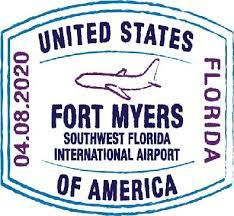 UNITED STATES
04.08.2020
FORT MYERS
SOUTHWEST FLORIDA
INTERNATIONAL AIRPORT
FLORIDA
OF AMERICA